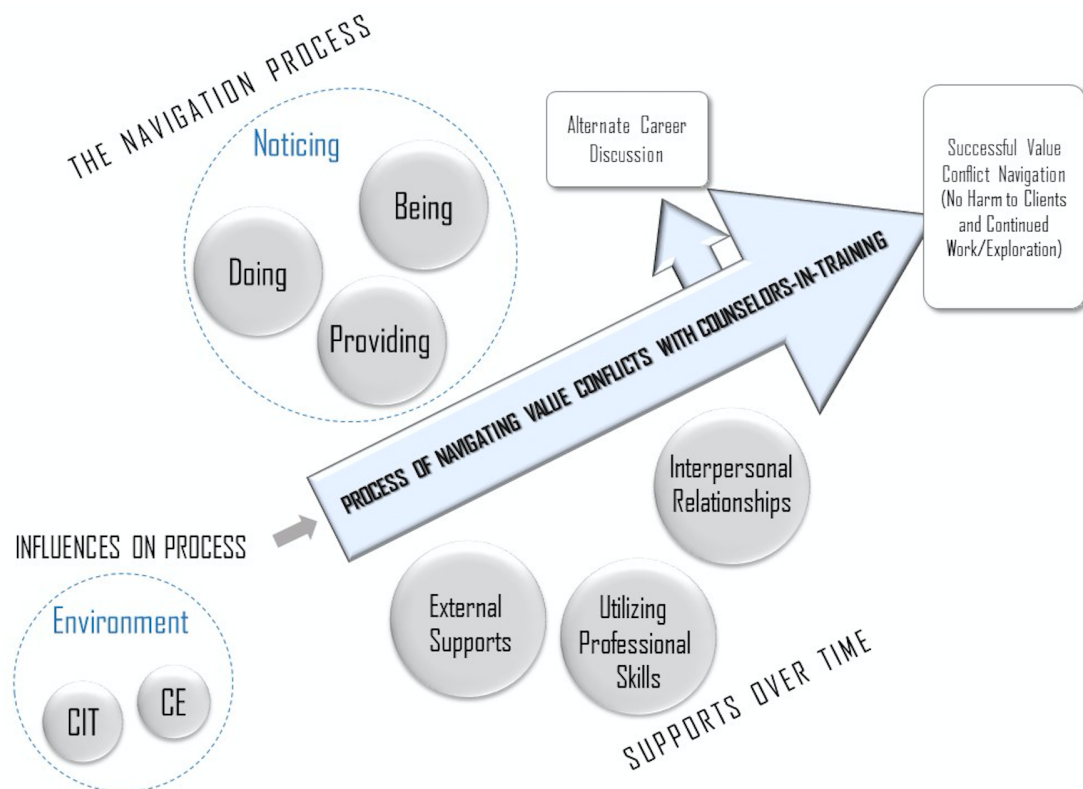 THE NAVIGATION PROCESS
Noticing
Being
Doing
Providing
Alternate Career
Discussion
Successful Value
Conflict Navigation
(No Harm to Clients
and Continued
Work/Exploration)
PROCESS OF NAVIGATING VALUE CONFLICTS WITH COUNSELORS-IN-TRAINING
INFLUENCES ON PROCESS
Environment
CIT
CE
Interpersonal
Relationships
External
Supports
Utilizing
Professional
Skills
SUPPORTS OVER TIME